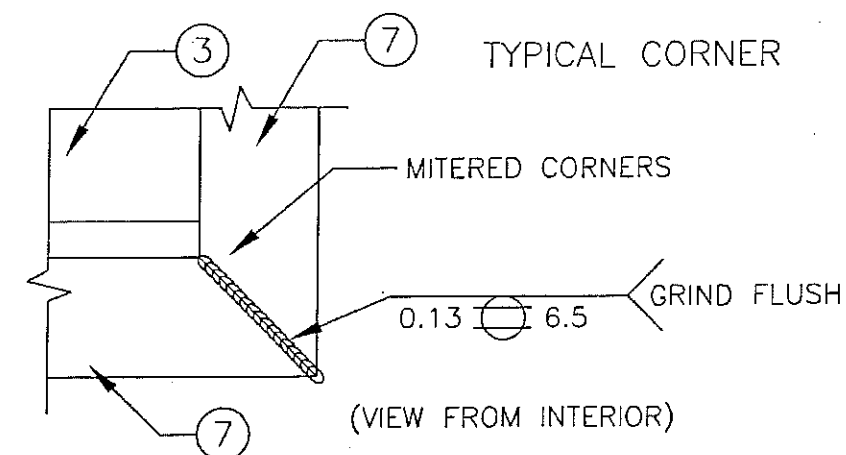 3
7
TYPICAL CORNER
MITERED CORNERS
GRIND FLUSH
0.13 6.5
(VIEW FROM INTERIOR)
7